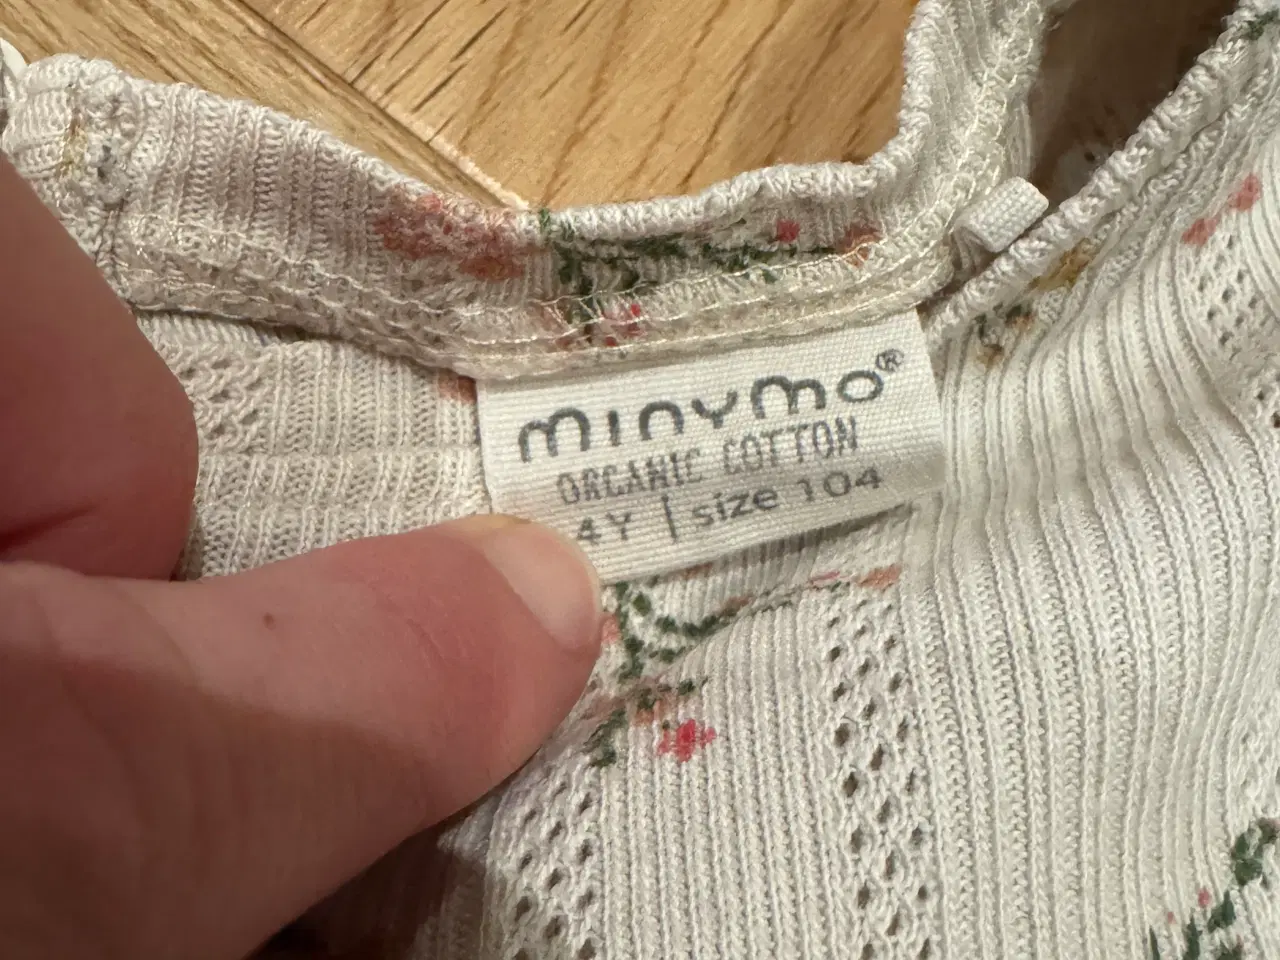 minymo®
ORGANIC COTTON
4Y | size 104